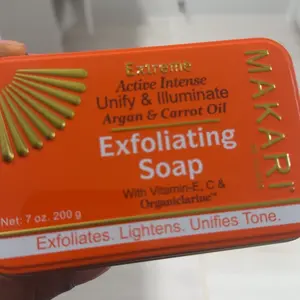 Extreme
Active Intense
Unify & Illuminate
Argan & Carrot Oil
Exfoliating
Soap
With Vitamin-E, C &
Organiclarine™
Net: 7 oz. 200 g
Exfoliates. Lightens. Unifies Tone.
MAKARI